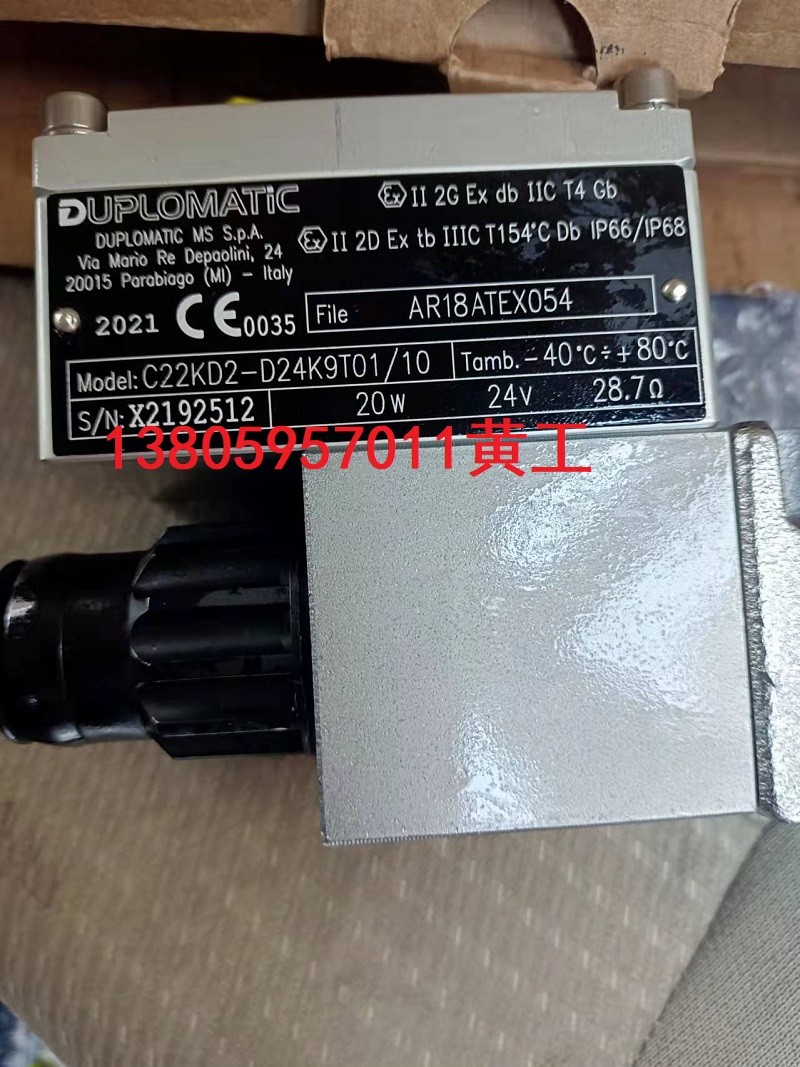 DUPLOMATIC
DUPLOMATIC MS S.p.A.
Via Mario Re Depaolini, 24
20015 Parabiago (MI) - Italy
Ex II 2G Ex db IIC T4 Gb
Ex II 2D Ex tb IIIC T154°C Db IP66/IP68
2021 CE 0035
File AR18ATEX054
Model: C22KD2-D24K9T01/10
Tamb. -40°C ÷ +80°C
S/N: X2192512
20W 24V 28.7Ω
13805957011黄工